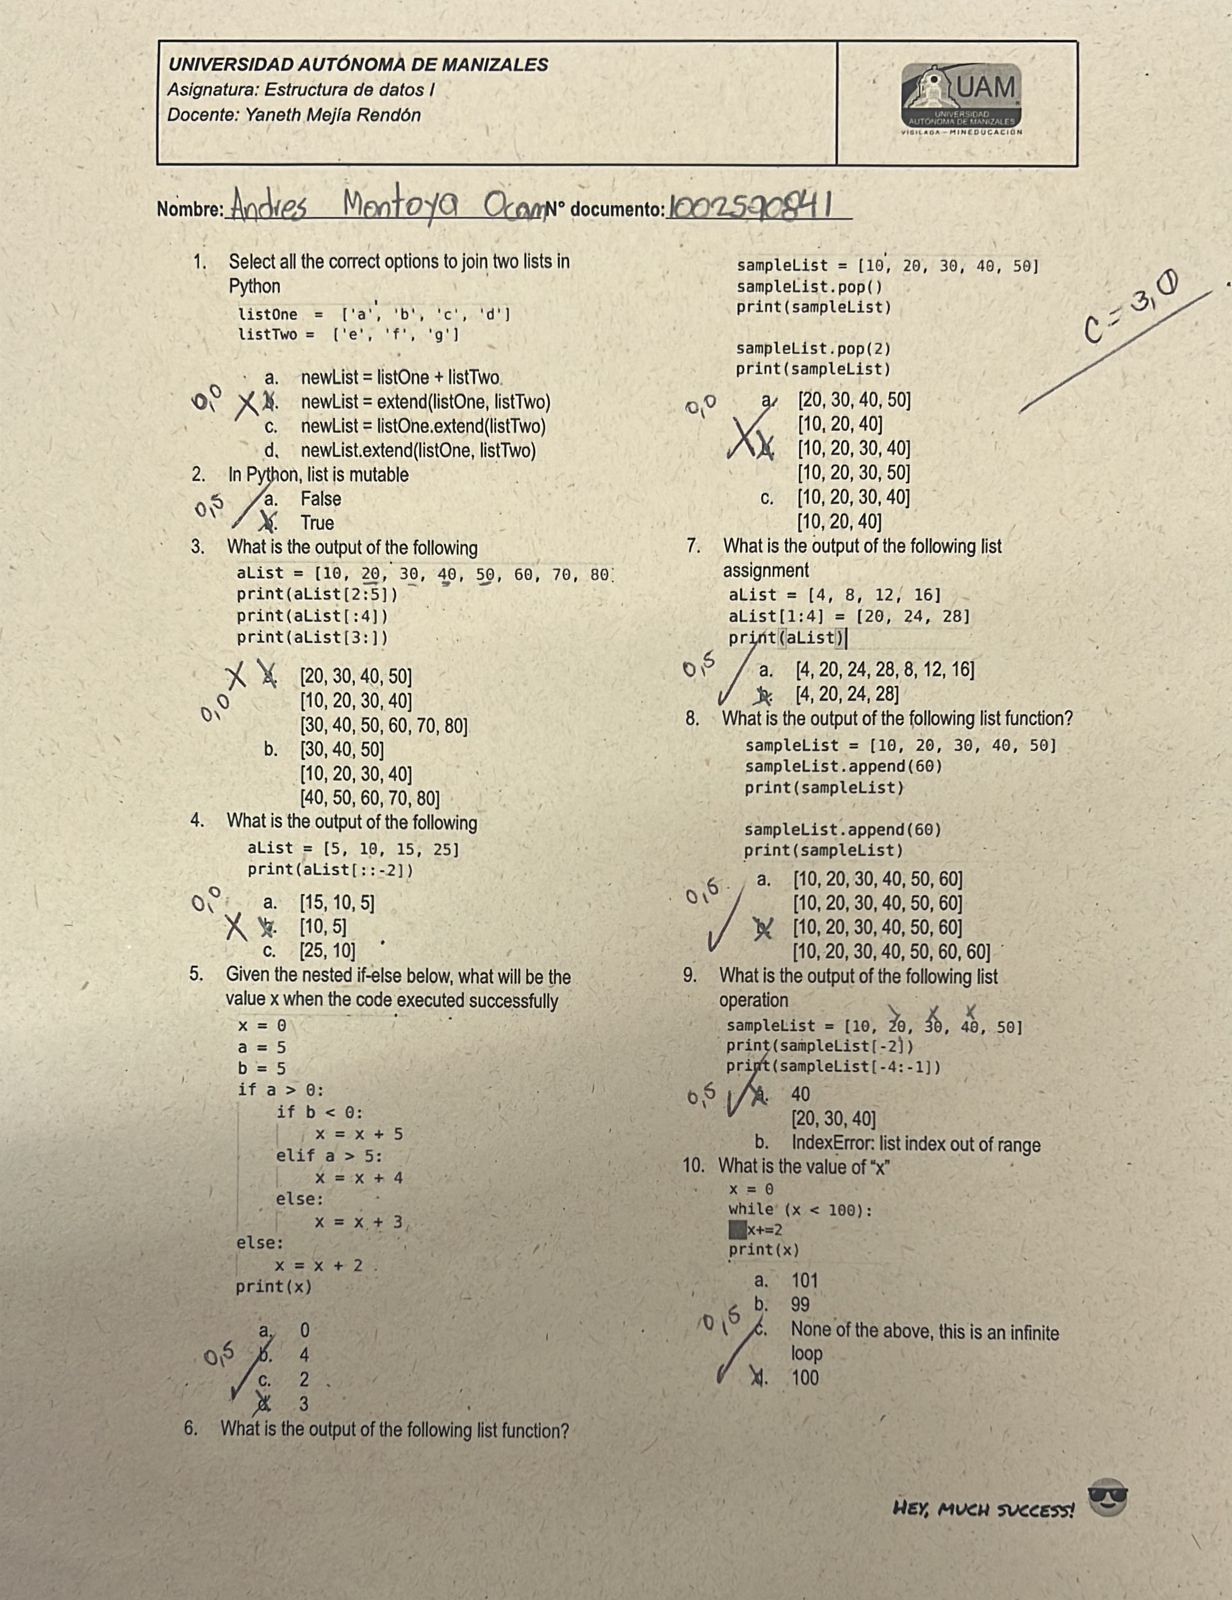 UNIVERSIDAD AUTÓNOMA DE MANIZALES
Asignatura: Estructura de datos I
Docente: Yaneth Mejía Rendón
UAM
UNIVERSIDAD
AUTÓNOMA DE MANIZALES
VIGILADA - MINEDUCACIÓN
Nombre: Andres Montoya Ocam N° documento: 1002590841
1. Select all the correct options to join two lists in
Python
listOne = ['a', 'b', 'c', 'd']
listTwo = ['e', 'f', 'g']
a. newList = listOne + listTwo
0,0 X b. newList = extend(listOne, listTwo)
c. newList = listOne.extend(listTwo)
d. newList.extend(listOne, listTwo)
2. In Python, list is mutable
0,5 a. False
b. True
3. What is the output of the following
aList = [10, 20, 30, 40, 50, 60, 70, 80]
print(aList[2:5])
print(aList[:4])
print(aList[3:])
X a. [20, 30, 40, 50]
0,0 [10, 20, 30, 40]
[30, 40, 50, 60, 70, 80]
b. [30, 40, 50]
[10, 20, 30, 40]
[40, 50, 60, 70, 80]
4. What is the output of the following
aList = [5, 10, 15, 25]
print(aList[::-2])
0,0 a. [15, 10, 5]
X b. [10, 5]
c. [25, 10]
5. Given the nested if-else below, what will be the
value x when the code executed successfully
x = 0
a = 5
b = 5
if a > 0:
if b < 0:
x = x + 5
elif a > 5:
x = x + 4
else:
x = x + 3
else:
x = x + 2
print(x)
a. 0
0,5 b. 4
c. 2
d. 3
6. What is the output of the following list function?
sampleList = [10, 20, 30, 40, 50]
sampleList.pop()
print(sampleList)
C = 3,0
sampleList.pop(2)
print(sampleList)
0,0 a. [20, 30, 40, 50]
[10, 20, 40]
X b. [10, 20, 30, 40]
[10, 20, 30, 50]
c. [10, 20, 30, 40]
[10, 20, 40]
7. What is the output of the following list
assignment
aList = [4, 8, 12, 16]
aList[1:4] = [20, 24, 28]
print(aList)
0,5 a. [4, 20, 24, 28, 8, 12, 16]
b. [4, 20, 24, 28]
8. What is the output of the following list function?
sampleList = [10, 20, 30, 40, 50]
sampleList.append(60)
print(sampleList)
sampleList.append(60)
print(sampleList)
0,5 a. [10, 20, 30, 40, 50, 60]
[10, 20, 30, 40, 50, 60]
b. [10, 20, 30, 40, 50, 60]
[10, 20, 30, 40, 50, 60, 60]
9. What is the output of the following list
operation
sampleList = [10, 20, 30, 40, 50]
print(sampleList[-2])
print(sampleList[-4:-1])
0,5 a. 40
[20, 30, 40]
b. IndexError: list index out of range
10. What is the value of “x”
x = 0
while (x < 100):
x+=2
print(x)
a. 101
b. 99
0,5 c. None of the above, this is an infinite
loop
d. 100
HEY, MUCH SUCCESS!